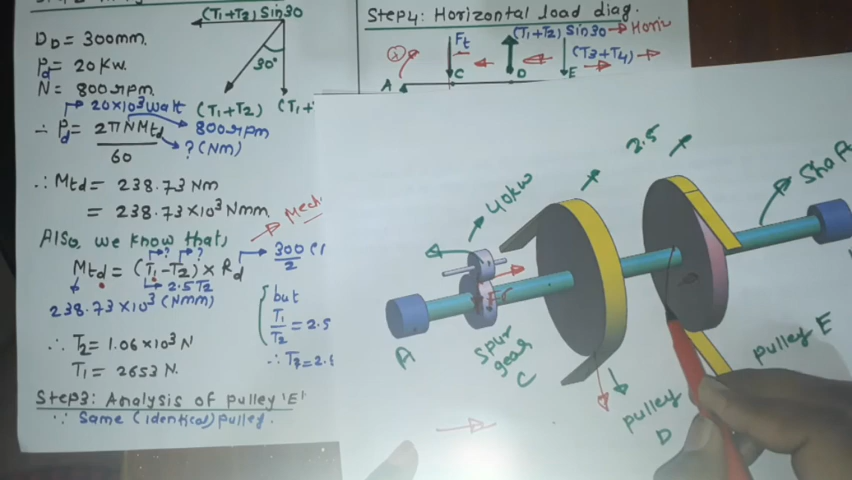 (T1+T2) Sin30
DD = 300mm.
Pd = 20 Kw.
N = 800 rpm
30°
(T1+T2)
20×10³ watt
∴ Pd = 2πNMtd
60
800 rpm
? (Nm)
∴ Mtd = 238.73 Nm
= 238.73 × 10³ Nmm.
Also, we know that,
? ?
Mtd = (T1 - T2) × Rd
300
2
2.5T2
238.73×10³ (Nmm)
but
T1
T2
= 2.5
∴ T2 = 1.06 × 10³ N
T1 = 2653 N.
Step3: Analysis of pulley 'E'
∵ Same (identical) pulley.
Step4: Horizontal load diag.
Ft
(T1+T2) Sin30
(T3+T4)
A
C
D
E
40kw
2.5
A
Spur
gear
C
pulley
D
pulley E